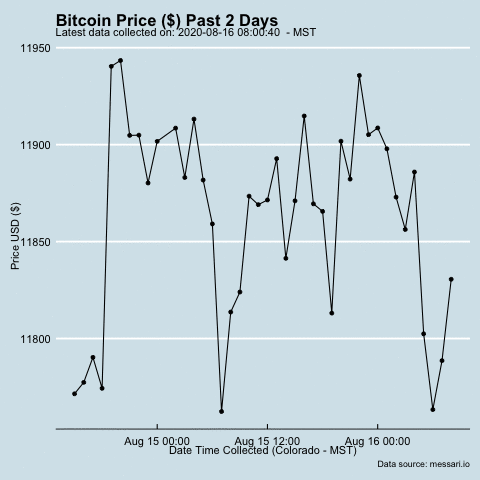 Bitcoin Price ($) Past 2 Days
Latest data collected on: 2020-08-16 08:00:40  - MST
11950
11900
11850
11800
Price USD ($)
Aug 15 00:00 Aug 15 12:00 Aug 16 00:00
Date Time Collected (Colorado - MST)
Data source: messari.io